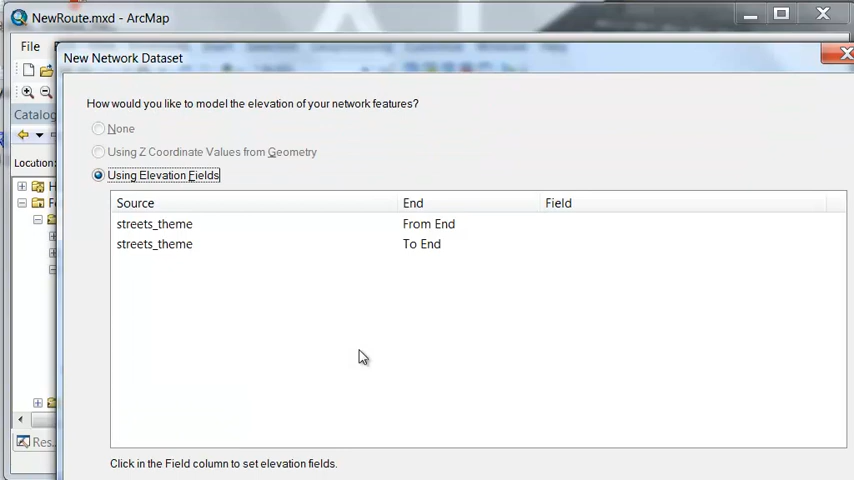 NewRoute.mxd - ArcMap
File
New Network Dataset
Catalog
How would you like to model the elevation of your network features?
None
Using Z Coordinate Values from Geometry
Location:
Using Elevation Fields
Source End Field
streets_theme From End
streets_theme To End
Res...
Click in the Field column to set elevation fields.